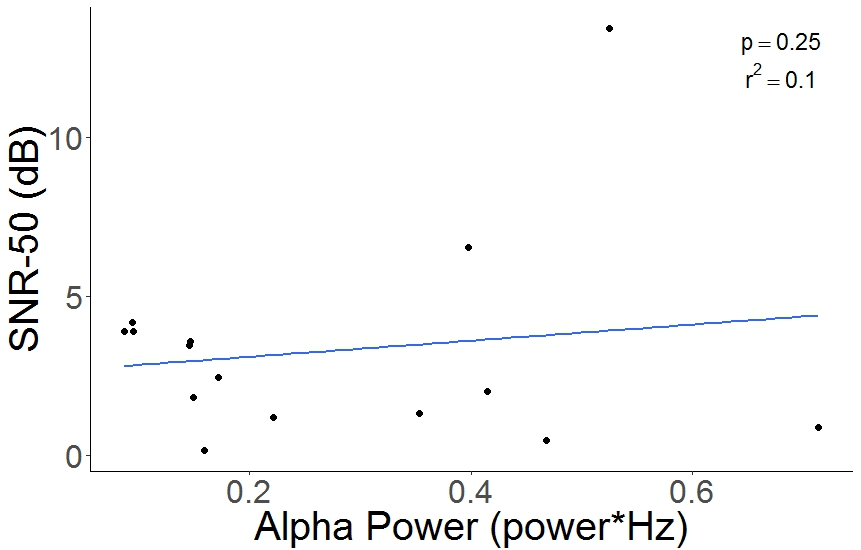 p = 0.25
r² = 0.1
SNR-50 (dB)
10
5
0
0.2 0.4 0.6
Alpha Power (power*Hz)